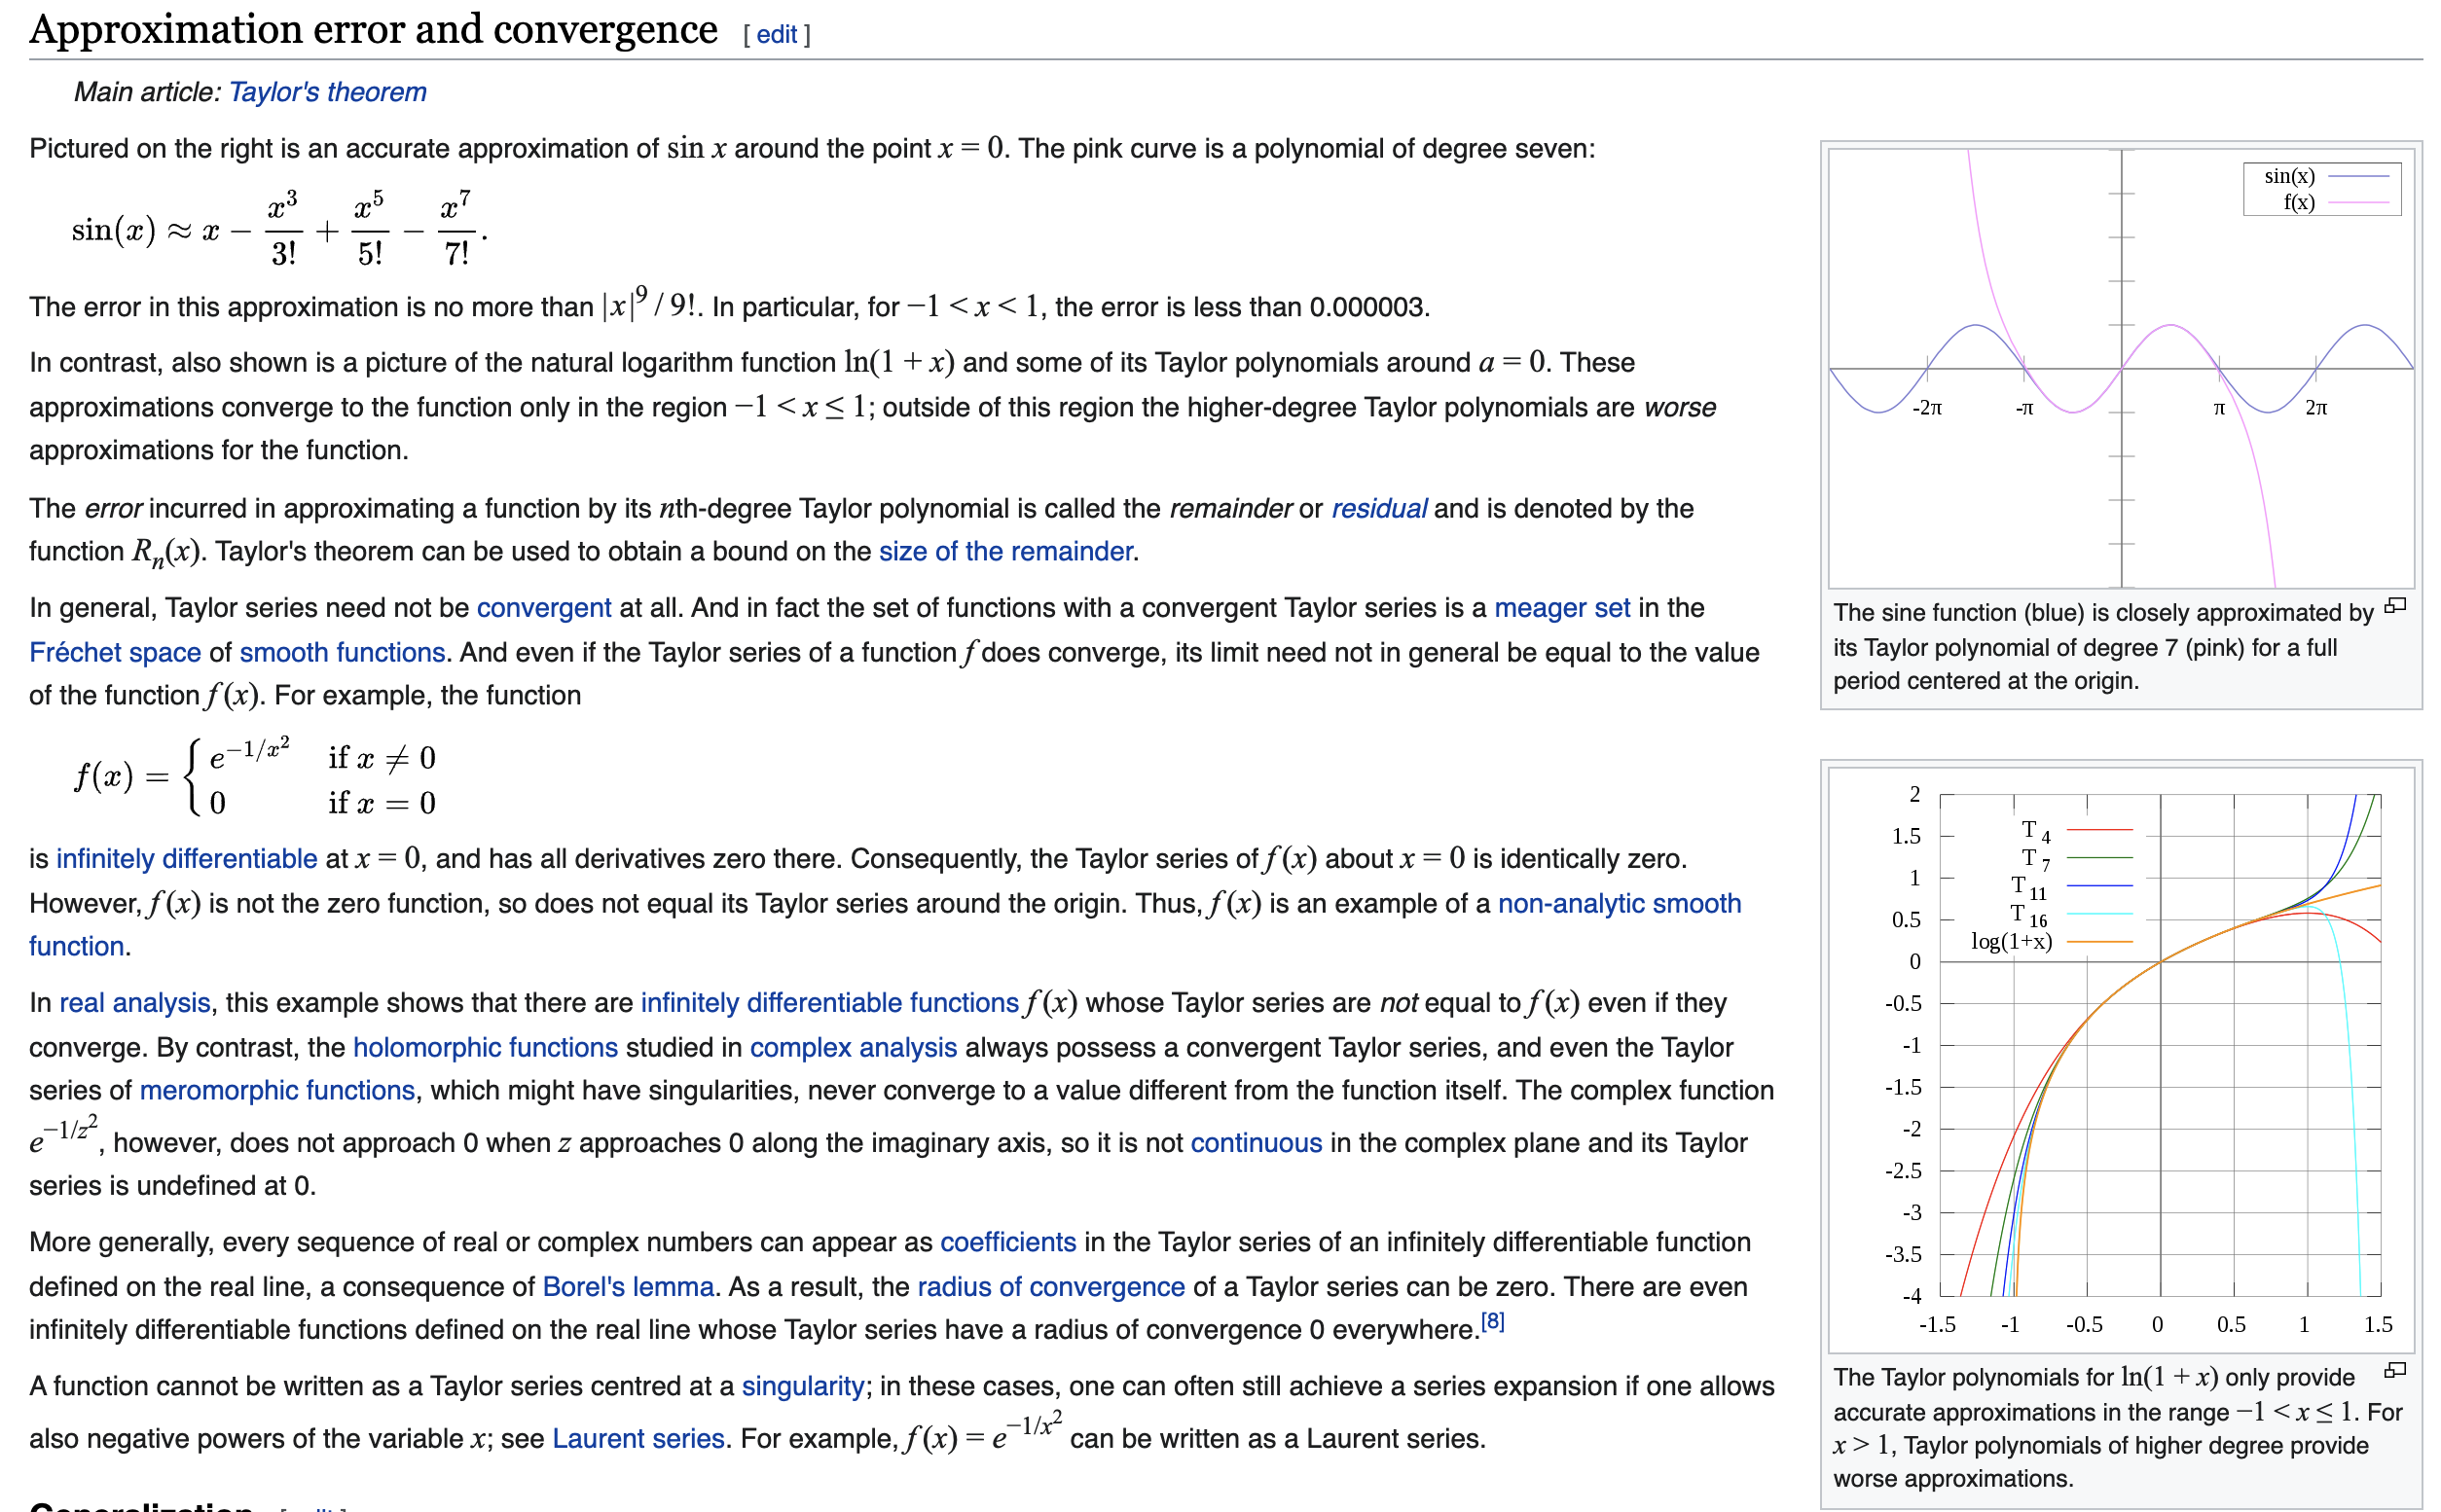 Approximation error and convergence [ edit ]
Main article: Taylor's theorem
Pictured on the right is an accurate approximation of sin x around the point x = 0. The pink curve is a polynomial of degree seven:
sin(x) ≈ x − x³/3! + x⁵/5! − x⁷/7!.
The error in this approximation is no more than |x|⁹ / 9!. In particular, for −1 < x < 1, the error is less than 0.000003.
In contrast, also shown is a picture of the natural logarithm function ln(1 + x) and some of its Taylor polynomials around a = 0. These
approximations converge to the function only in the region −1 < x ≤ 1; outside of this region the higher-degree Taylor polynomials are worse
approximations for the function.
The error incurred in approximating a function by its nth-degree Taylor polynomial is called the remainder or residual and is denoted by the
function Rₙ(x). Taylor's theorem can be used to obtain a bound on the size of the remainder.
In general, Taylor series need not be convergent at all. And in fact the set of functions with a convergent Taylor series is a meager set in the
Fréchet space of smooth functions. And even if the Taylor series of a function f does converge, its limit need not in general be equal to the value
of the function f (x). For example, the function
f(x) = { e^(−1/x²) if x ≠ 0
0 if x = 0
is infinitely differentiable at x = 0, and has all derivatives zero there. Consequently, the Taylor series of f (x) about x = 0 is identically zero.
However, f (x) is not the zero function, so does not equal its Taylor series around the origin. Thus, f (x) is an example of a non-analytic smooth
function.
In real analysis, this example shows that there are infinitely differentiable functions f (x) whose Taylor series are not equal to f (x) even if they
converge. By contrast, the holomorphic functions studied in complex analysis always possess a convergent Taylor series, and even the Taylor
series of meromorphic functions, which might have singularities, never converge to a value different from the function itself. The complex function
e^(−1/z²), however, does not approach 0 when z approaches 0 along the imaginary axis, so it is not continuous in the complex plane and its Taylor
series is undefined at 0.
More generally, every sequence of real or complex numbers can appear as coefficients in the Taylor series of an infinitely differentiable function
defined on the real line, a consequence of Borel's lemma. As a result, the radius of convergence of a Taylor series can be zero. There are even
infinitely differentiable functions defined on the real line whose Taylor series have a radius of convergence 0 everywhere.[8]
A function cannot be written as a Taylor series centred at a singularity; in these cases, one can often still achieve a series expansion if one allows
also negative powers of the variable x; see Laurent series. For example, f (x) = e^(−1/x²) can be written as a Laurent series.
sin(x)
f(x)
-2π -π π 2π
The sine function (blue) is closely approximated by
its Taylor polynomial of degree 7 (pink) for a full
period centered at the origin.
2
1.5
1
0.5
0
-0.5
-1
-1.5
-2
-2.5
-3
-3.5
-4
T 4
T 7
T 11
T 16
log(1+x)
-1.5 -1 -0.5 0 0.5 1 1.5
The Taylor polynomials for ln(1 + x) only provide
accurate approximations in the range −1 < x ≤ 1. For
x > 1, Taylor polynomials of higher degree provide
worse approximations.